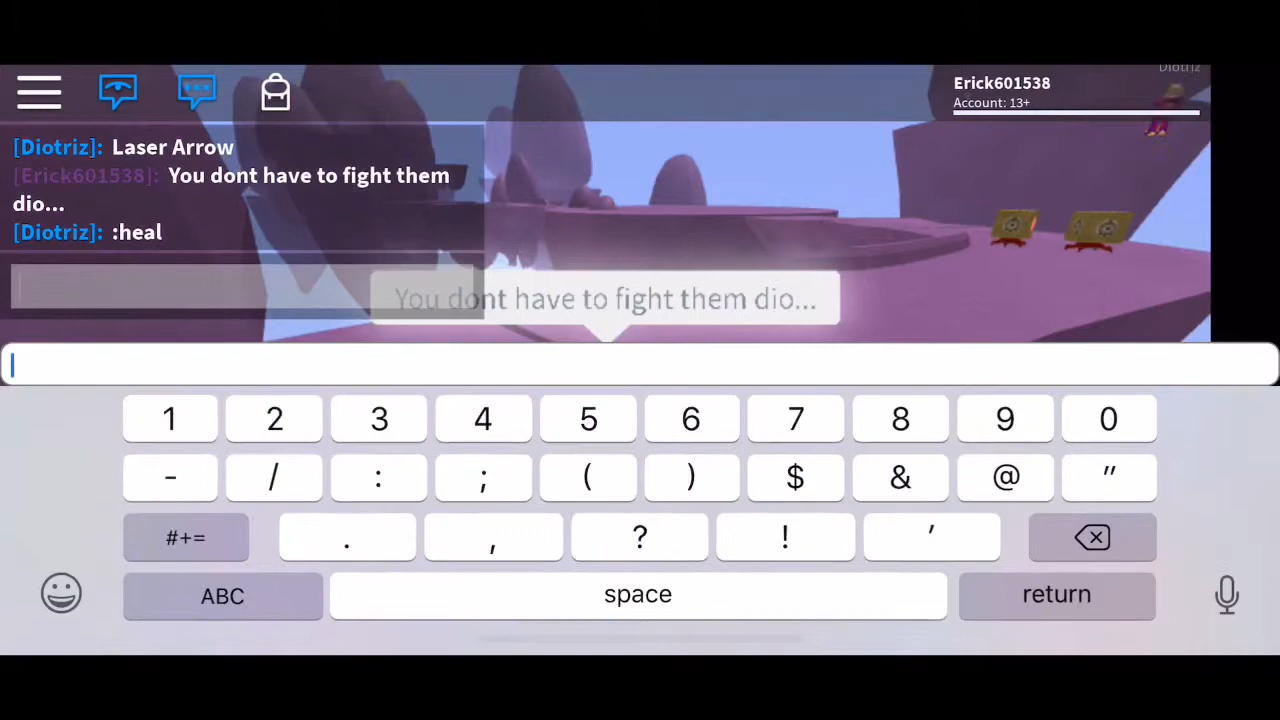 Diotriz
Erick601538
Account: 13+
[Diotriz]: Laser Arrow
[Erick601538]: You dont have to fight them
dio...
[Diotriz]: :heal
You dont have to fight them dio...
1 2 3 4 5 6 7 8 9 0
- / : ; ( ) $ & @ "
#+= . , ? ! '
ABC space return